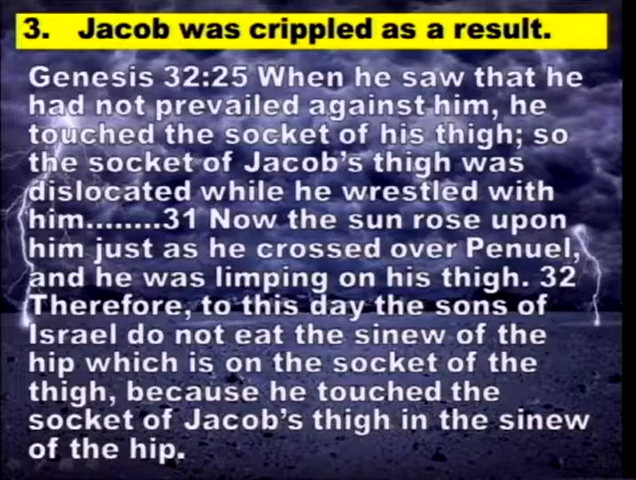 3. Jacob was crippled as a result.
Genesis 32:25 When he saw that he
had not prevailed against him, he
touched the socket of his thigh; so
the socket of Jacob's thigh was
dislocated while he wrestled with
him........31 Now the sun rose upon
him just as he crossed over Penuel,
and he was limping on his thigh. 32
Therefore, to this day the sons of
Israel do not eat the sinew of the
hip which is on the socket of the
thigh, because he touched the
socket of Jacob's thigh in the sinew
of the hip.